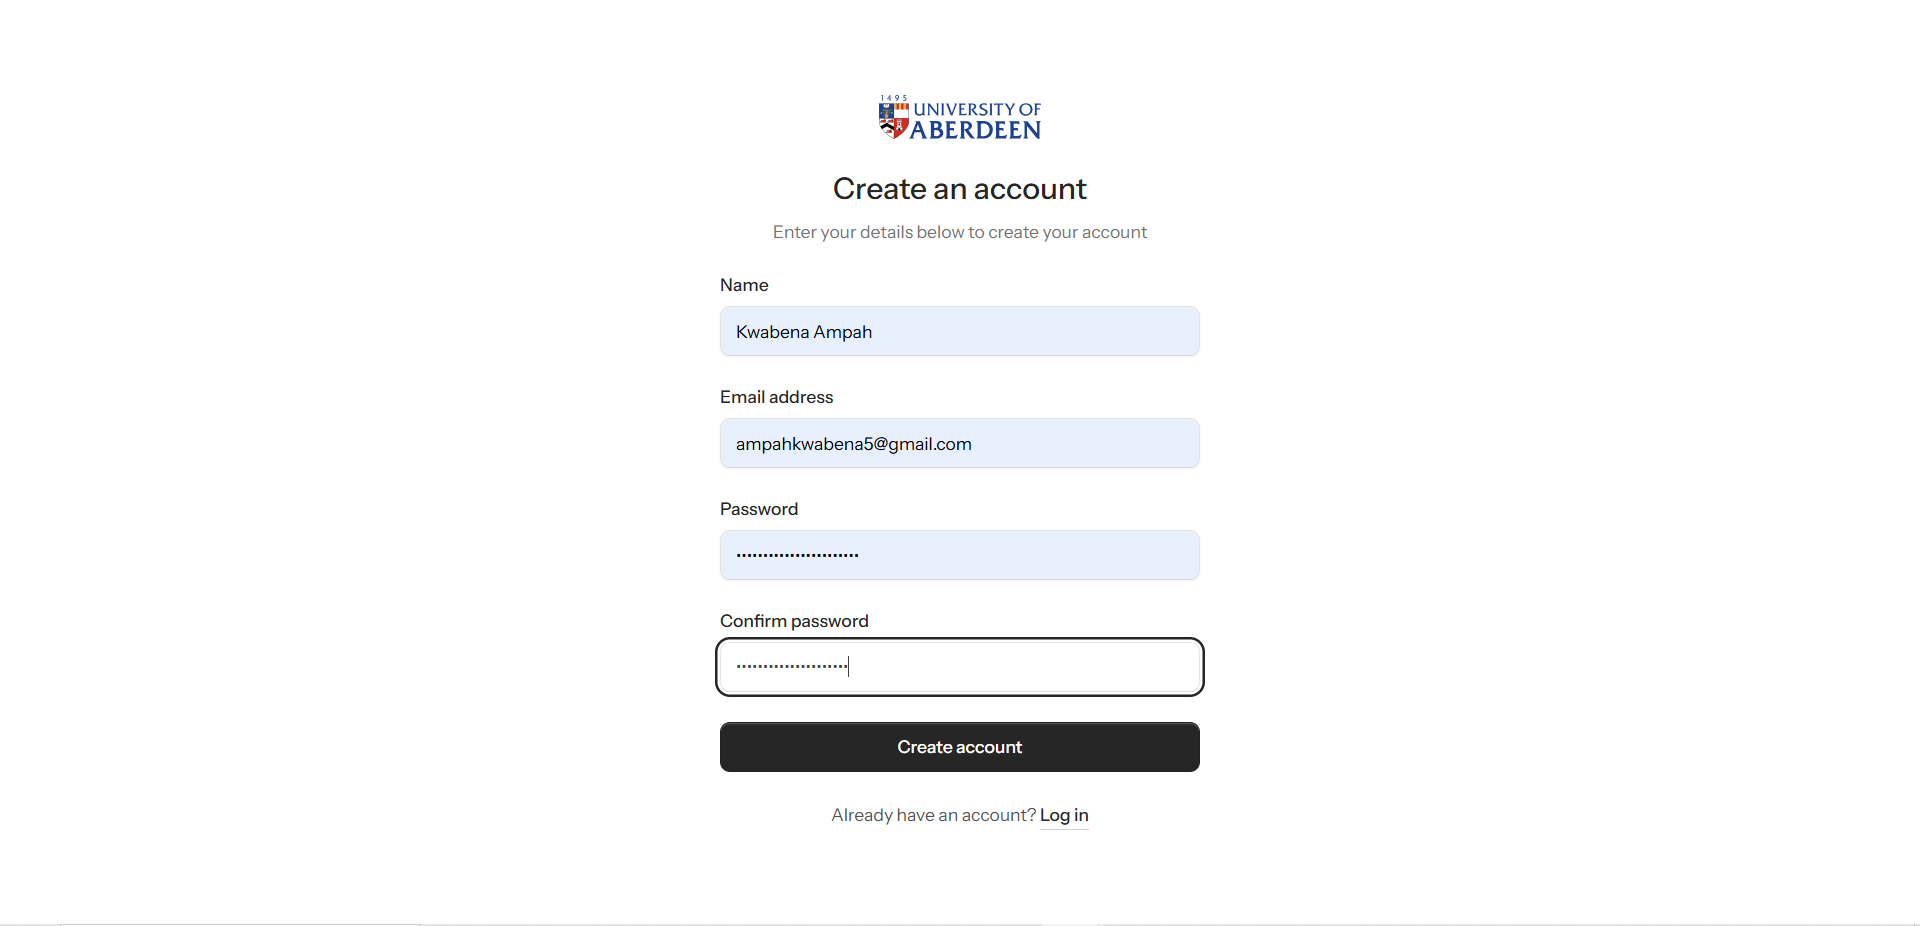 1495
UNIVERSITY OF
ABERDEEN
Create an account
Enter your details below to create your account
Name
Kwabena Ampah
Email address
ampahkwabena5@gmail.com
Password
•••••••••••••••••••••••
Confirm password
•••••••••••••••••••••
Create account
Already have an account? Log in